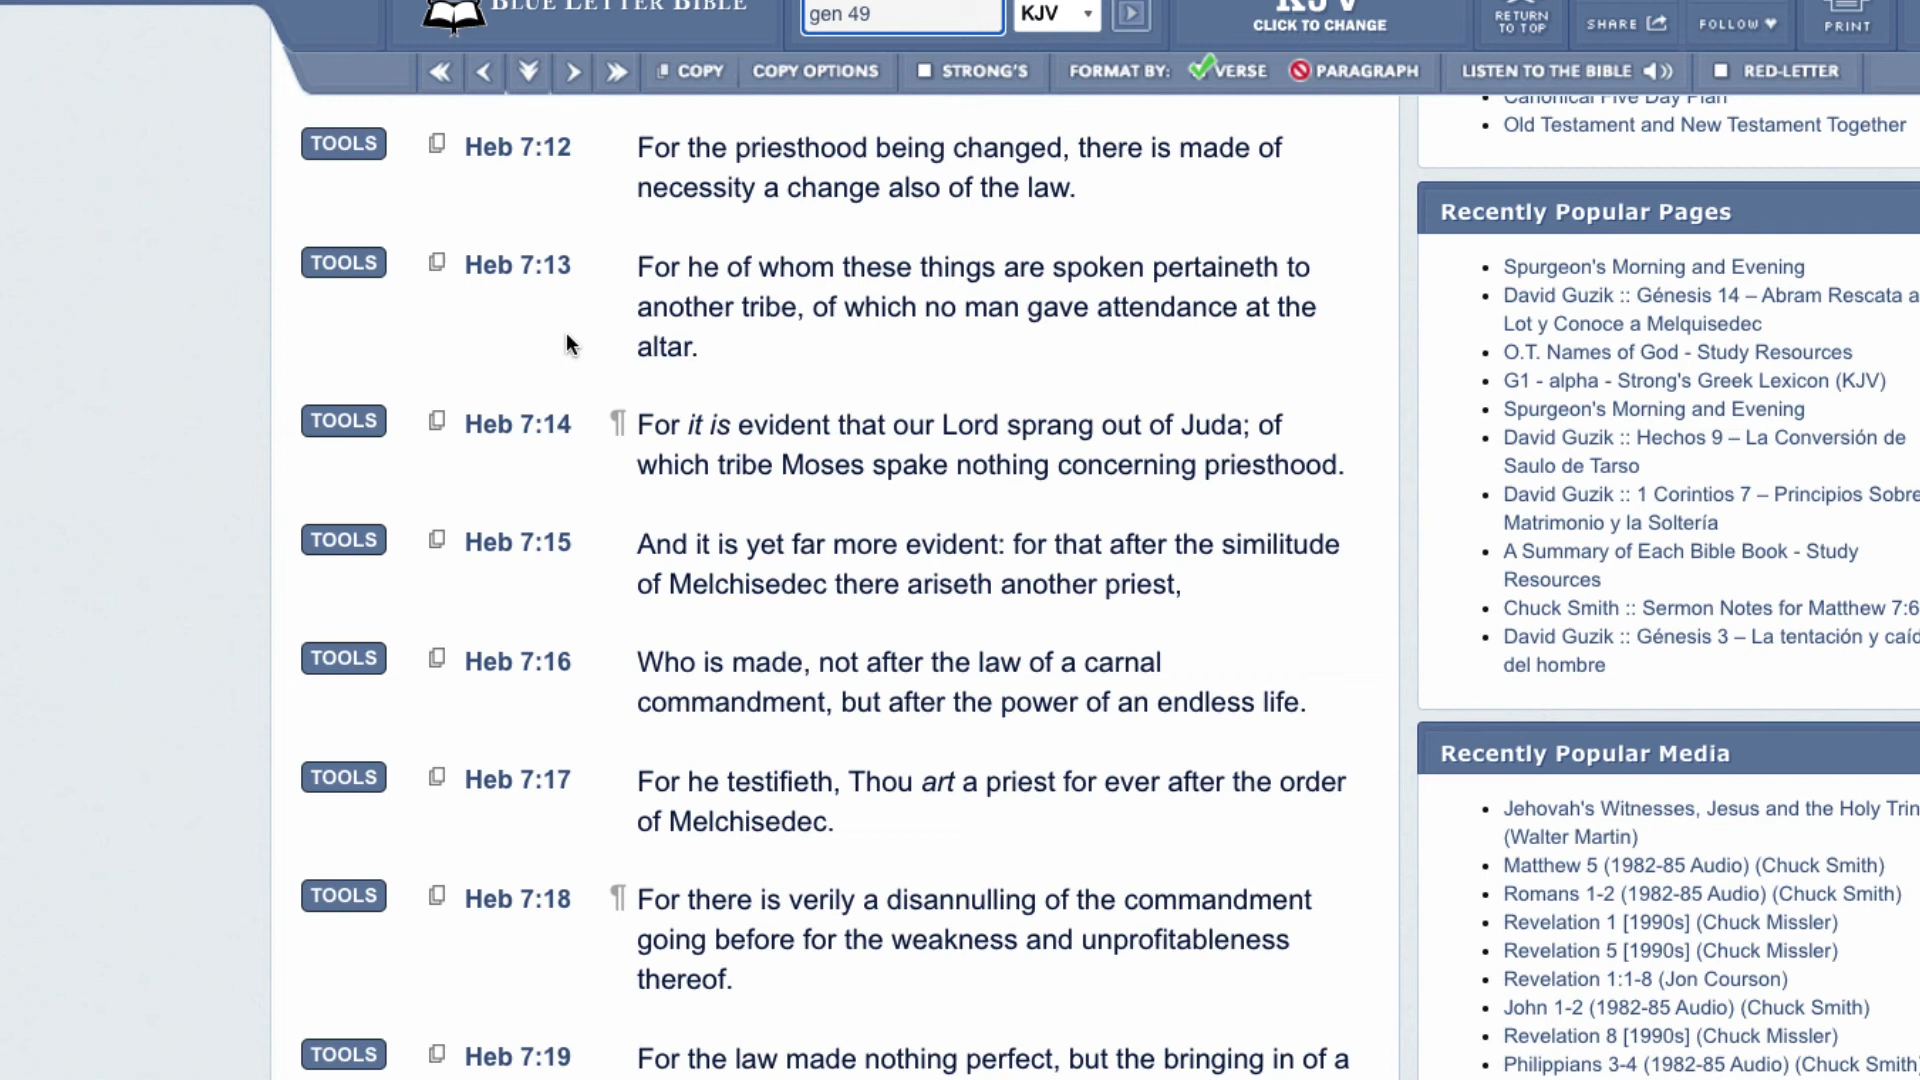 BLUE LETTER BIBLE
gen 49
KJV
CLICK TO CHANGE
RETURN
TO TOP
SHARE
FOLLOW
PRINT
COPY
COPY OPTIONS
STRONG'S
FORMAT BY:
VERSE
PARAGRAPH
LISTEN TO THE BIBLE
RED-LETTER
TOOLS
Heb 7:12
For the priesthood being changed, there is made of
necessity a change also of the law.
TOOLS
Heb 7:13
For he of whom these things are spoken pertaineth to
another tribe, of which no man gave attendance at the
altar.
TOOLS
Heb 7:14
¶ For it is evident that our Lord sprang out of Juda; of
which tribe Moses spake nothing concerning priesthood.
TOOLS
Heb 7:15
And it is yet far more evident: for that after the similitude
of Melchisedec there ariseth another priest,
TOOLS
Heb 7:16
Who is made, not after the law of a carnal
commandment, but after the power of an endless life.
TOOLS
Heb 7:17
For he testifieth, Thou art a priest for ever after the order
of Melchisedec.
TOOLS
Heb 7:18
¶ For there is verily a disannulling of the commandment
going before for the weakness and unprofitableness
thereof.
TOOLS
Heb 7:19
For the law made nothing perfect, but the bringing in of a
Canonical Five Day Plan
Old Testament and New Testament Together
Recently Popular Pages
Spurgeon's Morning and Evening
David Guzik :: Génesis 14 – Abram Rescata a
Lot y Conoce a Melquisedec
O.T. Names of God - Study Resources
G1 - alpha - Strong's Greek Lexicon (KJV)
Spurgeon's Morning and Evening
David Guzik :: Hechos 9 – La Conversión de
Saulo de Tarso
David Guzik :: 1 Corintios 7 – Principios Sobre
Matrimonio y la Soltería
A Summary of Each Bible Book - Study
Resources
Chuck Smith :: Sermon Notes for Matthew 7:6
David Guzik :: Génesis 3 – La tentación y caíd
del hombre
Recently Popular Media
Jehovah's Witnesses, Jesus and the Holy Trin
(Walter Martin)
Matthew 5 (1982-85 Audio) (Chuck Smith)
Romans 1-2 (1982-85 Audio) (Chuck Smith)
Revelation 1 [1990s] (Chuck Missler)
Revelation 5 [1990s] (Chuck Missler)
Revelation 1:1-8 (Jon Courson)
John 1-2 (1982-85 Audio) (Chuck Smith)
Revelation 8 [1990s] (Chuck Missler)
Philippians 3-4 (1982-85 Audio) (Chuck Smith)